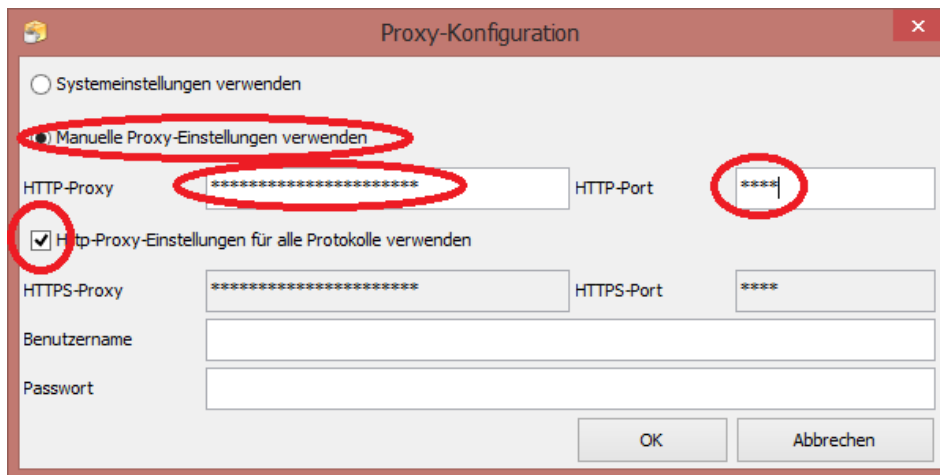 Proxy-Konfiguration
Systemeinstellungen verwenden
Manuelle Proxy-Einstellungen verwenden
HTTP-Proxy ********************** HTTP-Port ****
Http-Proxy-Einstellungen für alle Protokolle verwenden
HTTPS-Proxy ********************** HTTPS-Port ****
Benutzername
Passwort
OK Abbrechen